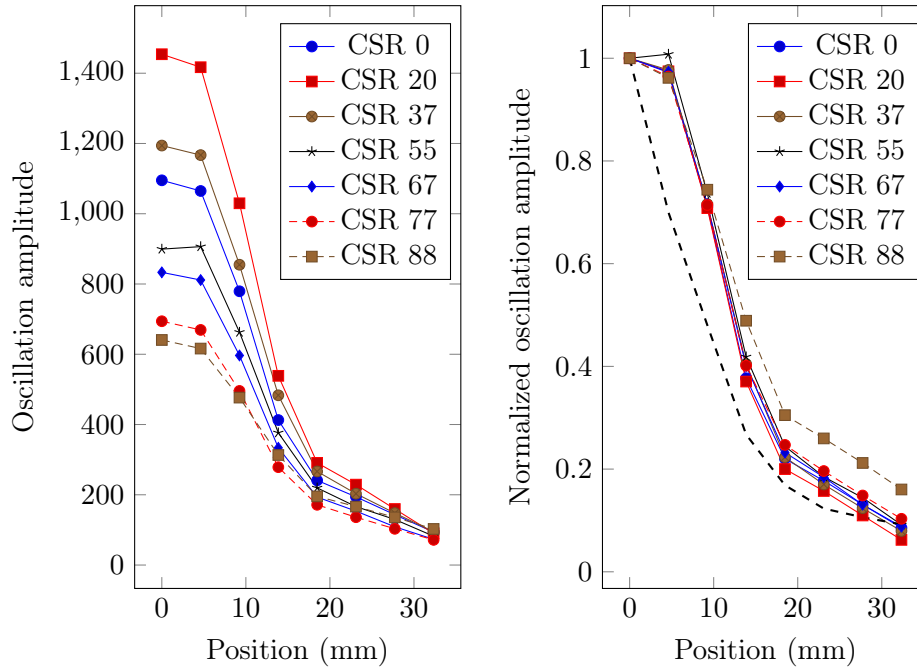 Oscillation amplitude
1,400
1,200
1,000
800
600
400
200
0
0 10 20 30
Position (mm)
CSR 0
CSR 20
CSR 37
CSR 55
CSR 67
CSR 77
CSR 88
Normalized oscillation amplitude
1
0.8
0.6
0.4
0.2
0
0 10 20 30
Position (mm)
CSR 0
CSR 20
CSR 37
CSR 55
CSR 67
CSR 77
CSR 88